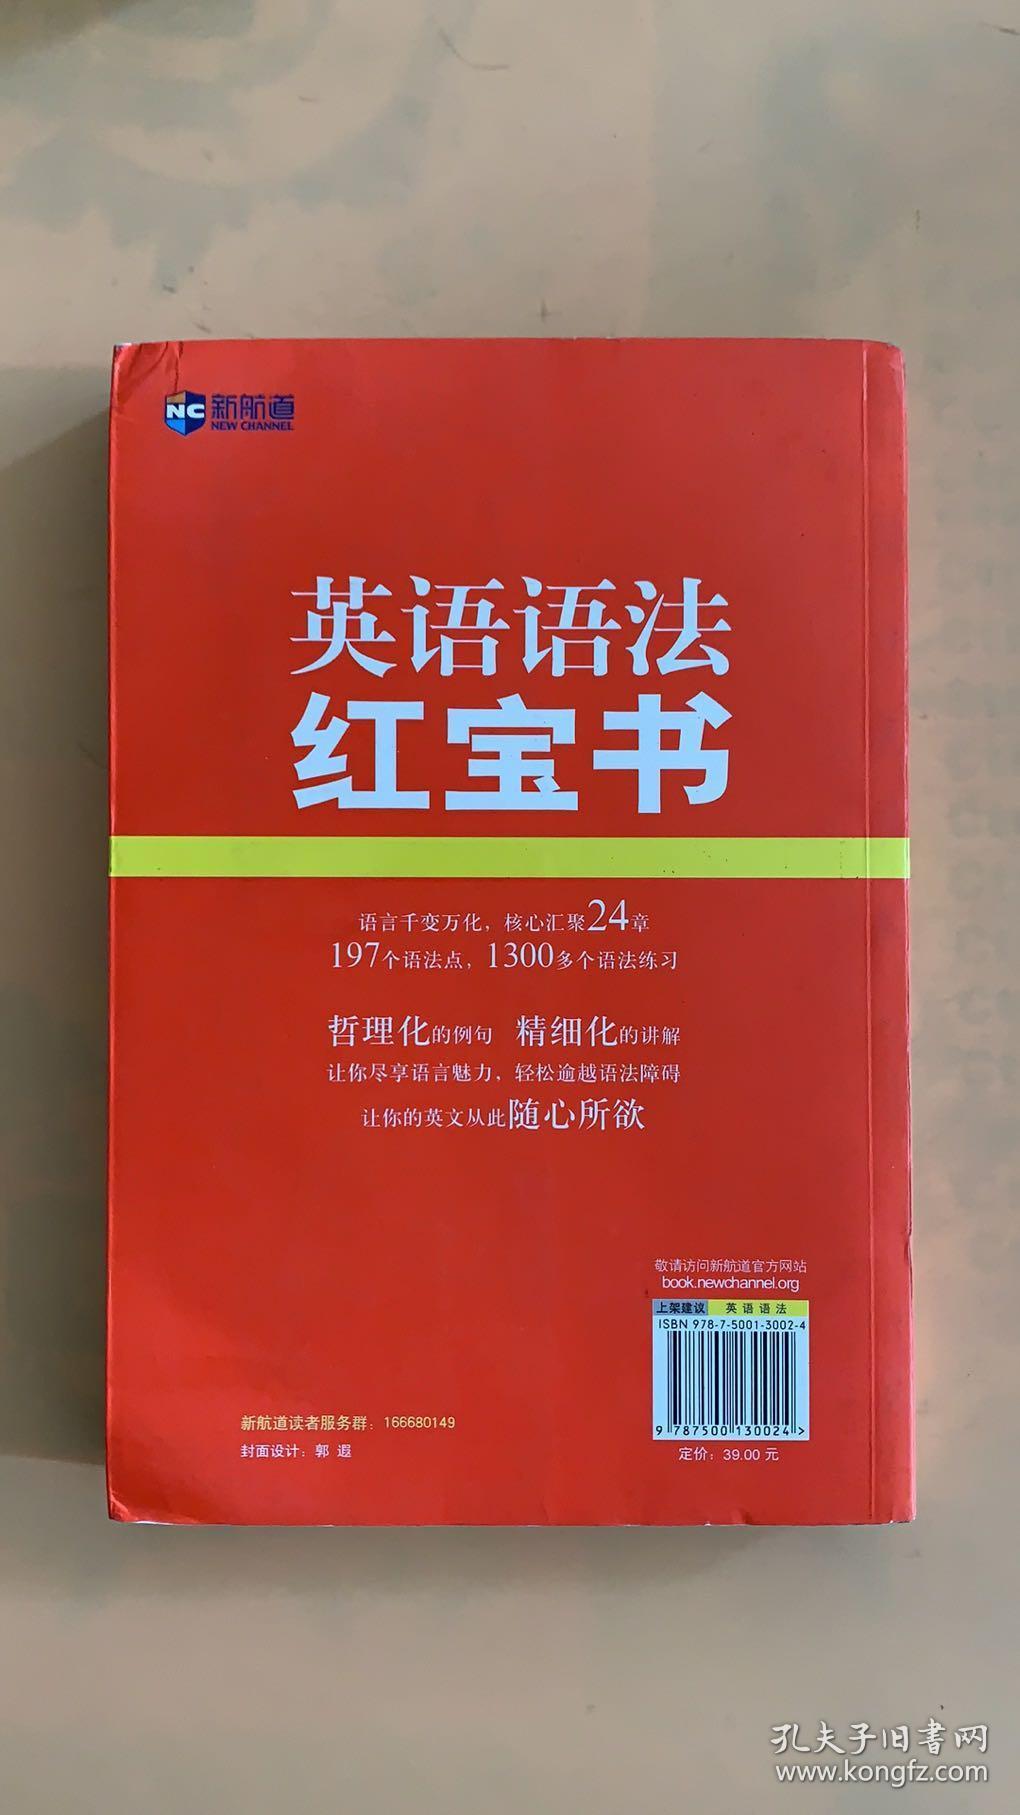 NC 新航道
NEW CHANNEL
英语语法
红宝书
语言千变万化，核心汇聚24章
197个语法点，1300多个语法练习
哲理化的例句 精细化的讲解
让你尽享语言魅力，轻松逾越语法障碍
让你的英文从此随心所欲
敬请访问新航道官方网站
book.newchannel.org
上架建议 英语语法
ISBN 978-7-5001-3002-4
9 787500 130024>
定价：39.00 元
新航道读者服务群：166680149
封面设计：郭 遐
孔夫子旧书网
www.kongfz.com